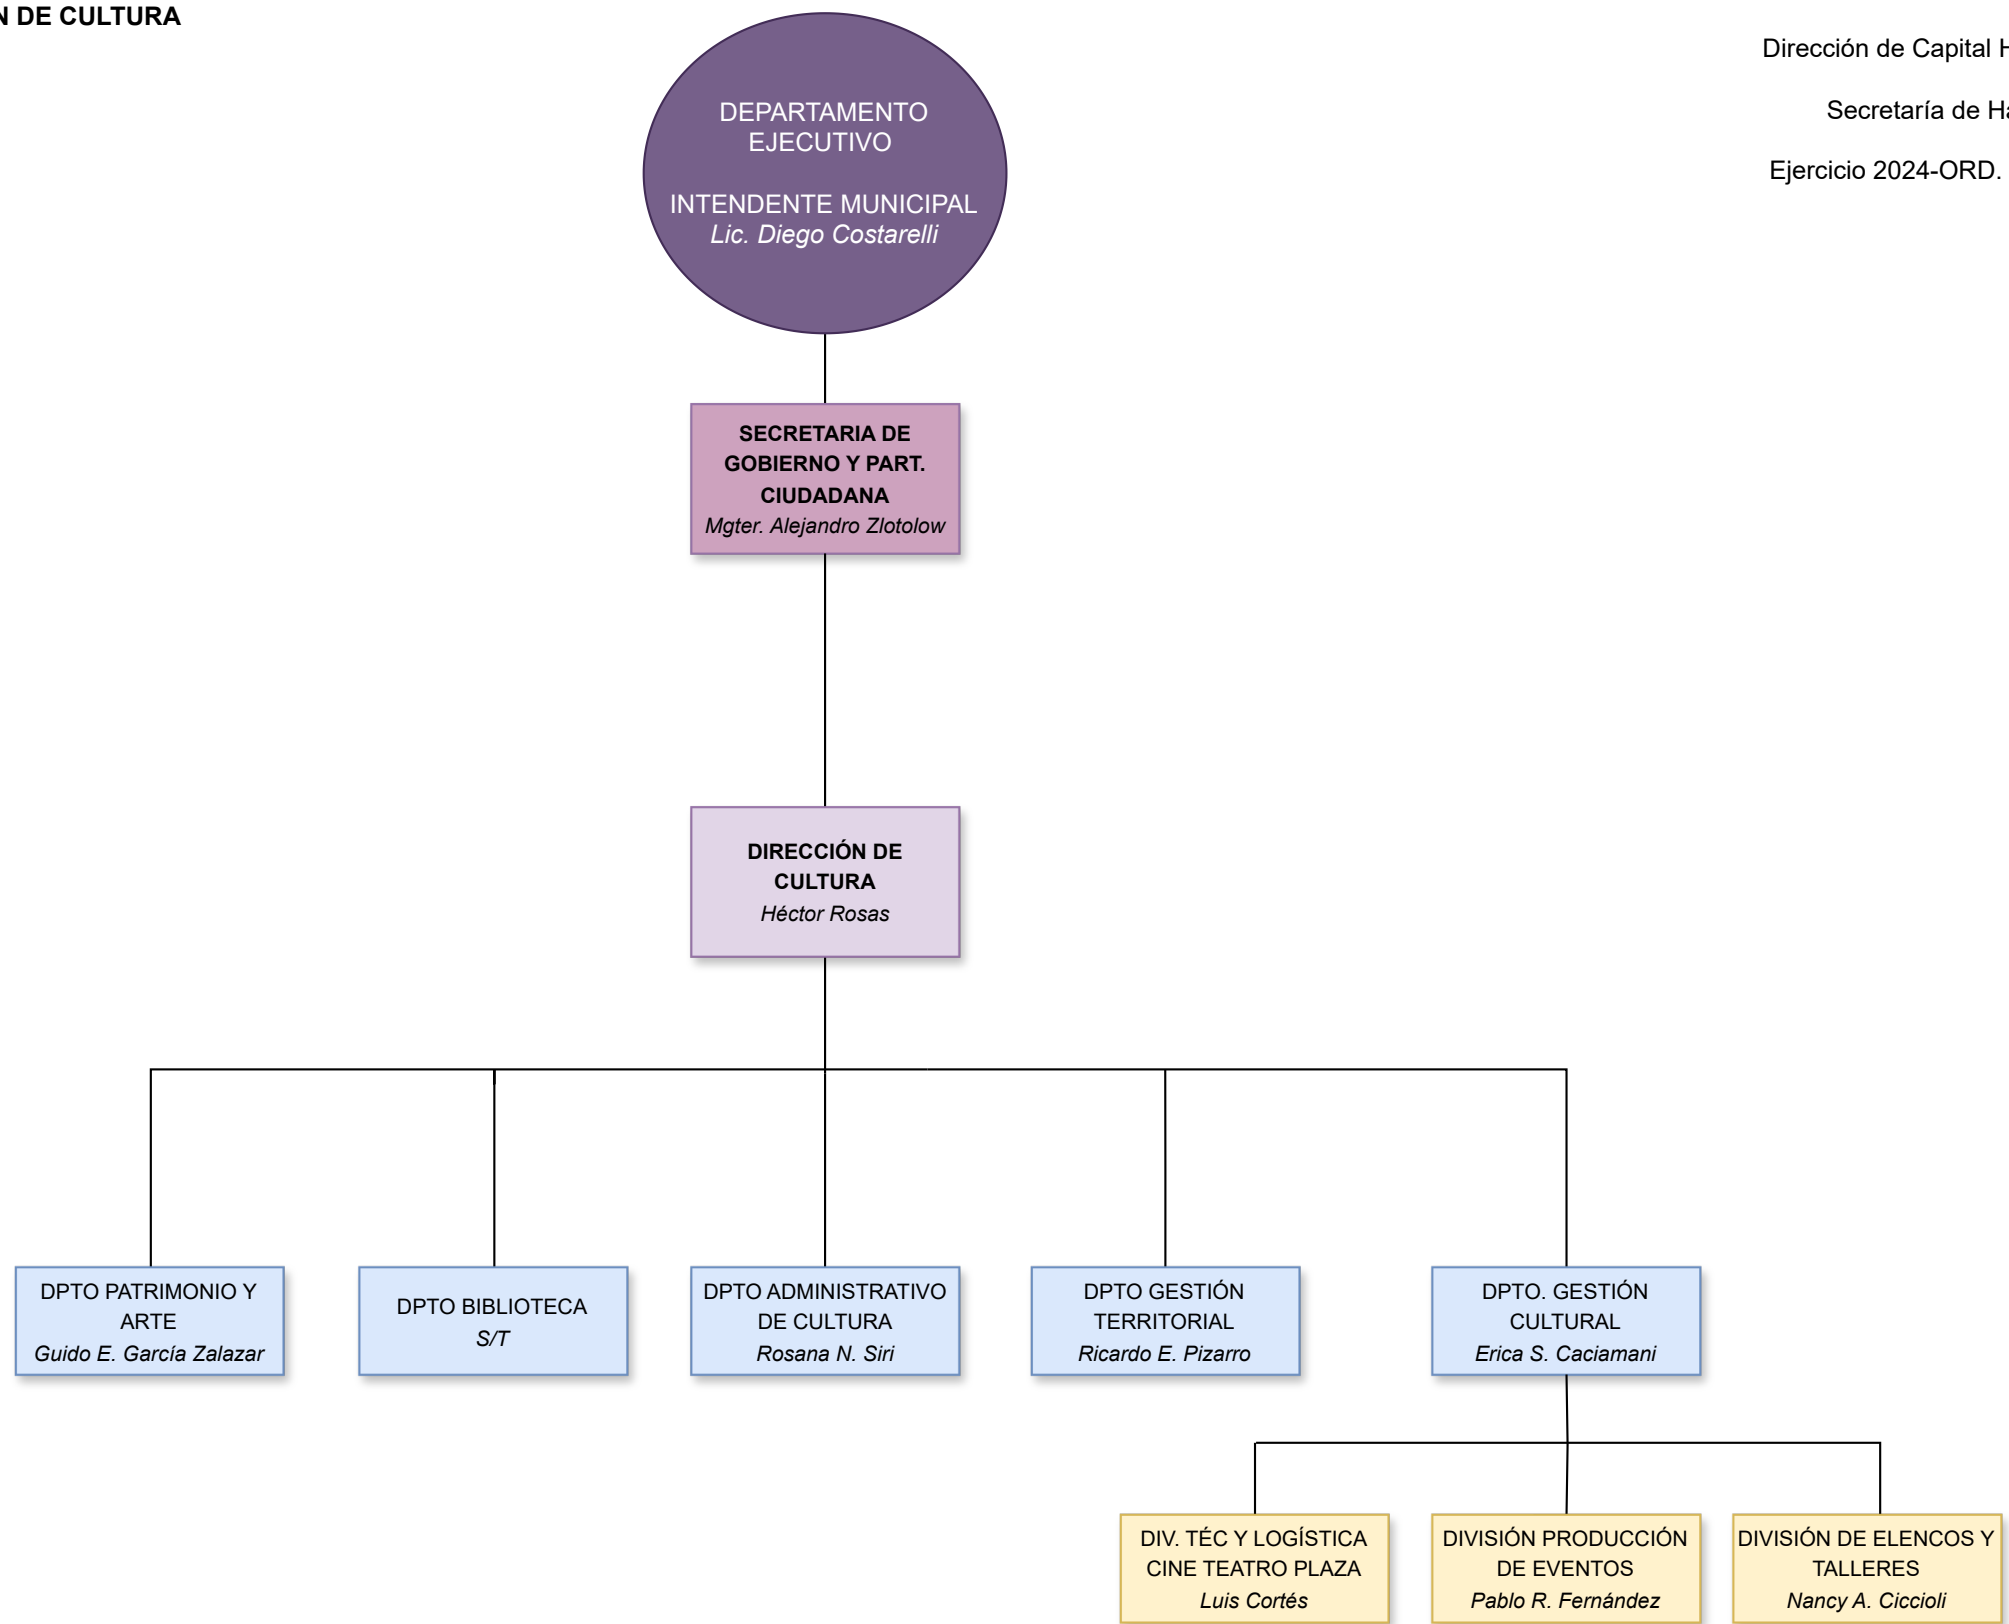 N DE CULTURA
Dirección de Capital H
Secretaría de Ha
Ejercicio 2024-ORD.
DEPARTAMENTO
EJECUTIVO
INTENDENTE MUNICIPAL
Lic. Diego Costarelli
SECRETARIA DE
GOBIERNO Y PART.
CIUDADANA
Mgter. Alejandro Zlotolow
DIRECCIÓN DE
CULTURA
Héctor Rosas
DPTO PATRIMONIO Y
ARTE
Guido E. García Zalazar
DPTO BIBLIOTECA
S/T
DPTO ADMINISTRATIVO
DE CULTURA
Rosana N. Siri
DPTO GESTIÓN
TERRITORIAL
Ricardo E. Pizarro
DPTO. GESTIÓN
CULTURAL
Erica S. Caciamani
DIV. TÉC Y LOGÍSTICA
CINE TEATRO PLAZA
Luis Cortés
DIVISIÓN PRODUCCIÓN
DE EVENTOS
Pablo R. Fernández
DIVISIÓN DE ELENCOS Y
TALLERES
Nancy A. Ciccioli